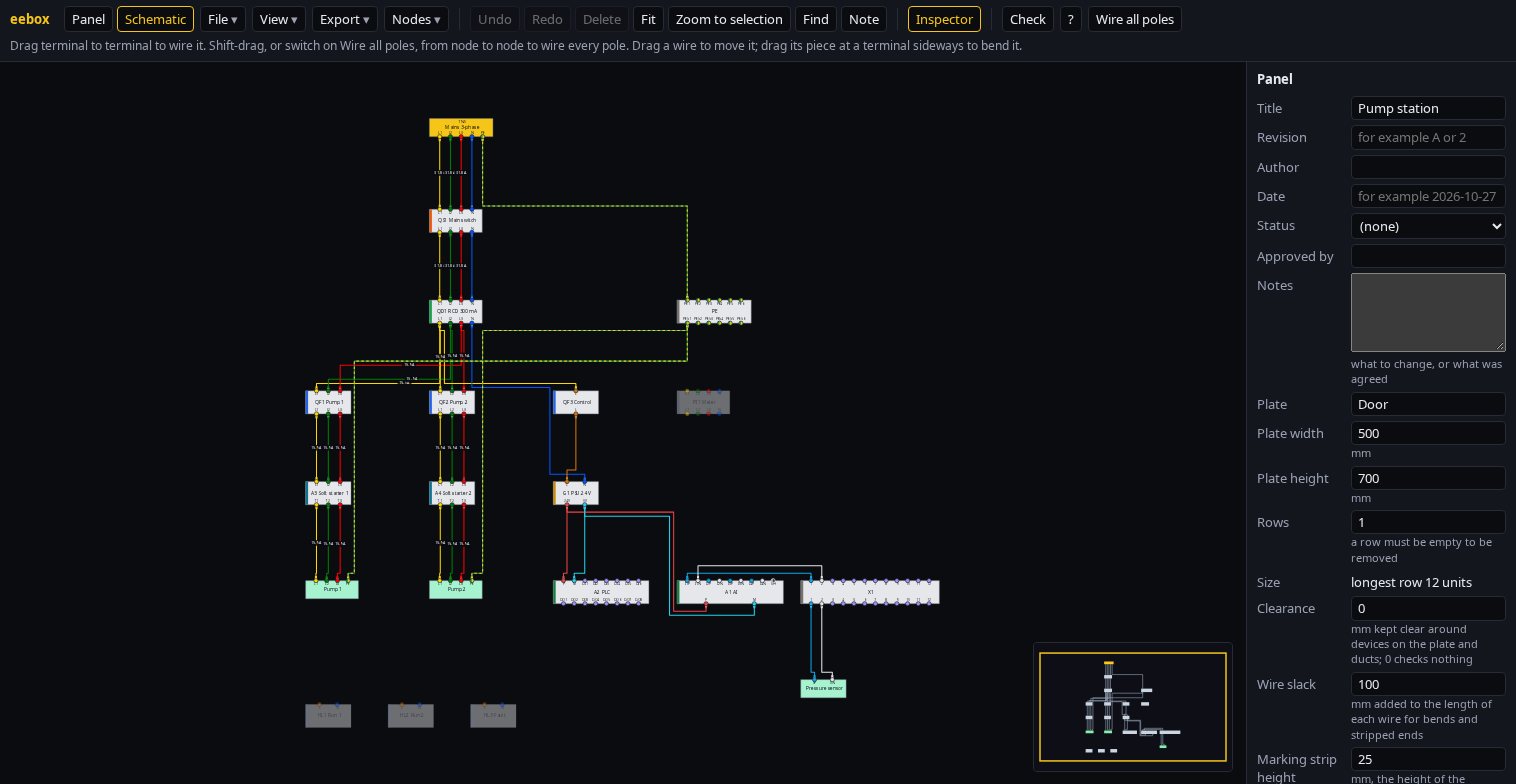 eebox Panel Schematic File ▾ View ▾ Export ▾ Nodes ▾ Undo Redo Delete Fit Zoom to selection Find Note Inspector Check ? Wire all poles
Drag terminal to terminal to wire it. Shift-drag, or switch on Wire all poles, from node to node to wire every pole. Drag a wire to move it; drag its piece at a terminal sideways to bend it.
Mains 3-phase
QS1 Main switch
QD1 RCD 300 mA
PE
QF1 Pump 1
QF2 Pump 2
QF3 Control
A3 Soft starter 1
A4 Soft starter 2
G1 PSU 24V
Pump 1
Pump 2
A2 PLC
A1 AI
X1
Pressure sensor
Panel
Title Pump station
Revision for example A or 2
Author
Date for example 2026-10-27
Status (none)
Approved by
Notes
what to change, or what was
agreed
Plate Door
Plate width 500
mm
Plate height 700
mm
Rows 1
a row must be empty to be
removed
Size longest row 12 units
Clearance 0
mm kept clear around
devices on the plate and
ducts; 0 checks nothing
Wire slack 100
mm added to the length of
each wire for bends and
stripped ends
Marking strip 25
height mm, the height of the